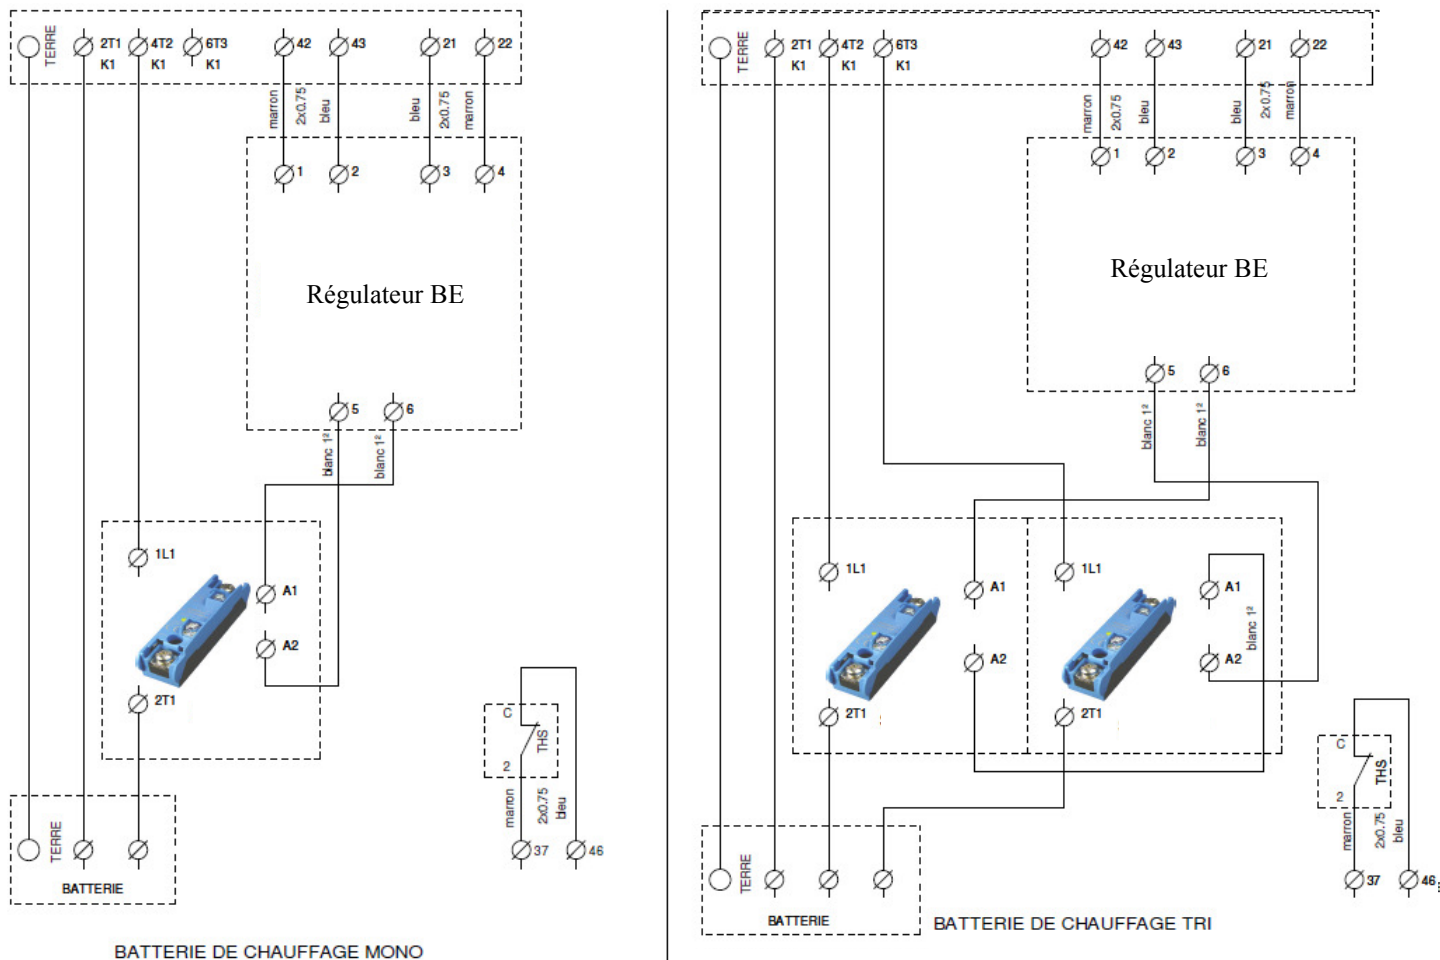 TERRE
2T1 4T2 6T3 42 43 21 22
K1 K1 K1
marron
2x0.75
bleu
bleu
2x0.75
marron
1 2 3 4
Régulateur BE
5 6
blanc 1²
blanc 1²
1L1
A1
A2
2T1
C
THS
2
marron
2x0.75
bleu
37 46
TERRE
BATTERIE
BATTERIE DE CHAUFFAGE MONO
TERRE
2T1 4T2 6T3 42 43 21 22
K1 K1 K1
marron
2x0.75
bleu
bleu
2x0.75
marron
1 2 3 4
Régulateur BE
5 6
blanc 1²
blanc 1²
1L1 A1 1L1 A1
blanc 1²
A2 A2
2T1 2T1
C
THS
2
marron
2x0.75
bleu
37 46
TERRE
BATTERIE
BATTERIE DE CHAUFFAGE TRI